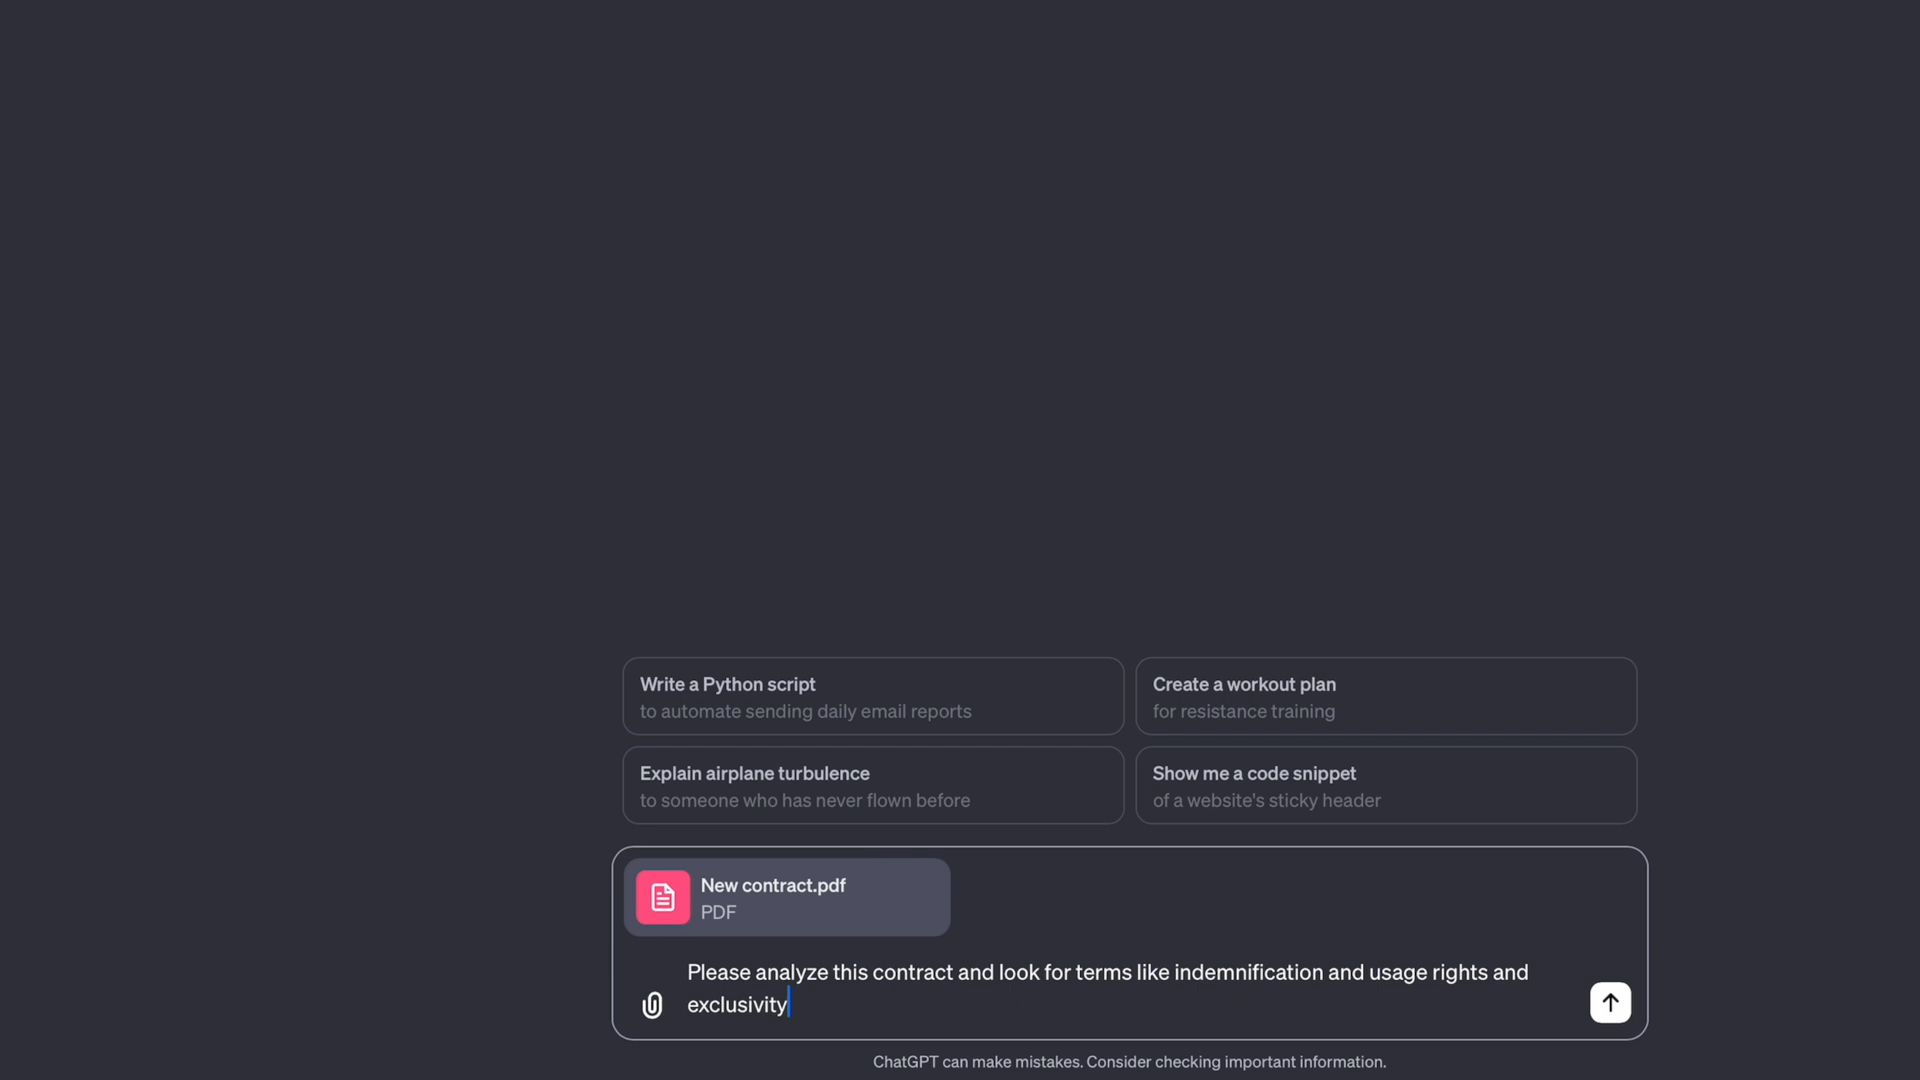 Write a Python script
to automate sending daily email reports
Create a workout plan
for resistance training
Explain airplane turbulence
to someone who has never flown before
Show me a code snippet
of a website's sticky header
New contract.pdf
PDF
Please analyze this contract and look for terms like indemnification and usage rights and
exclusivity
ChatGPT can make mistakes. Consider checking important information.